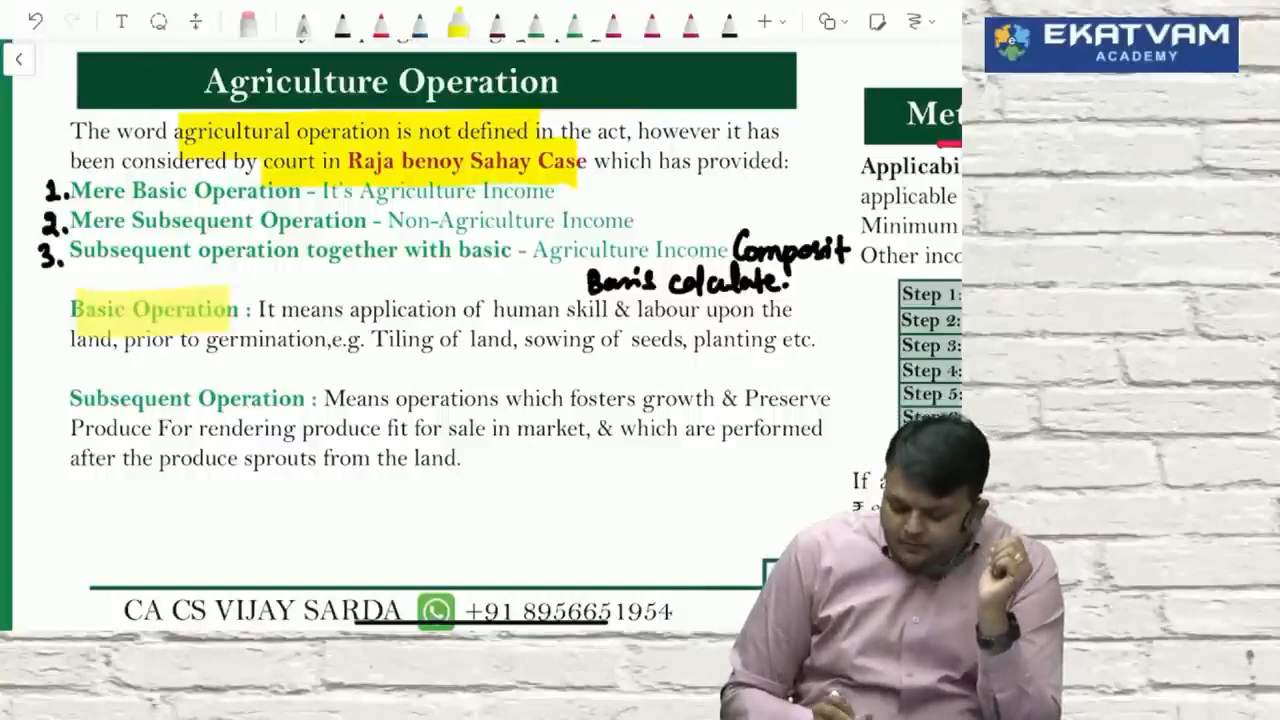 EKATVAM
ACADEMY
Agriculture Operation
The word agricultural operation is not defined in the act, however it has
been considered by court in Raja benoy Sahay Case which has provided:
1. Mere Basic Operation - It's Agriculture Income
2. Mere Subsequent Operation - Non-Agriculture Income
3. Subsequent operation together with basic - Agriculture Income Composit
Basis calculate.
Basic Operation : It means application of human skill & labour upon the
land, prior to germination,e.g. Tiling of land, sowing of seeds, planting etc.
Subsequent Operation : Means operations which fosters growth & Preserve
Produce For rendering produce fit for sale in market, & which are performed
after the produce sprouts from the land.
CA CS VIJAY SARDA +91 8956651954
Met
Applicabi
applicable
Minimum
Other inco
Step 1:
Step 2:
Step 3:
Step 4:
Step 5:
If